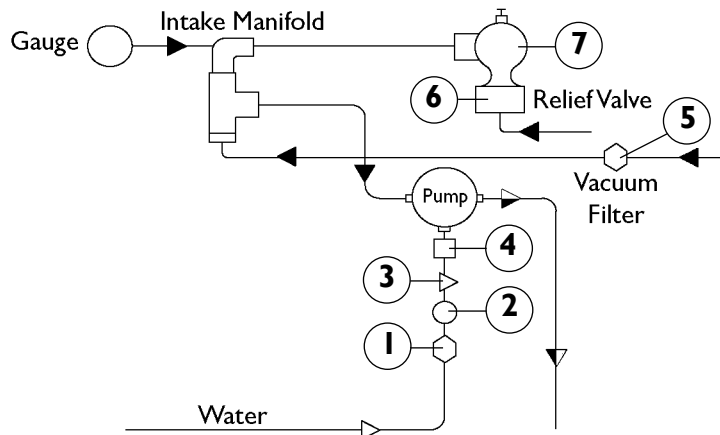 Intake Manifold
Gauge
7
6
Relief Valve
5
Vacuum
Filter
Pump
4
3
2
1
Water